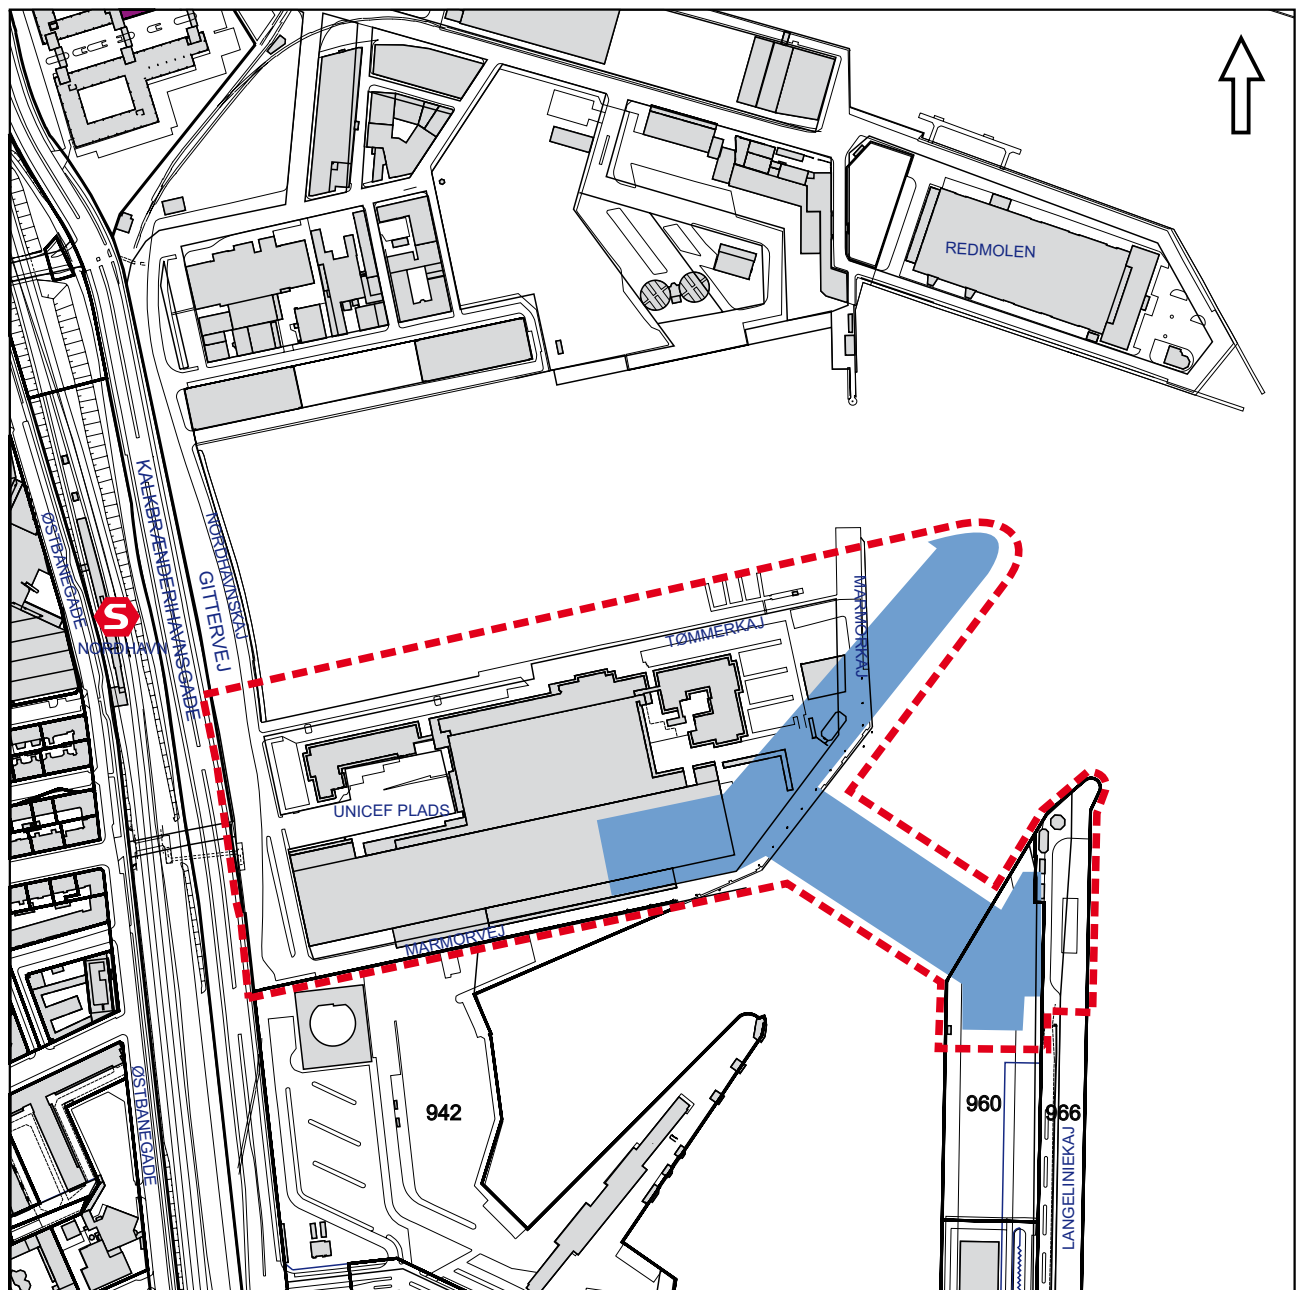 REDMOLEN
KALKBRÆNDERIHAVNSGADE
NORDHAVNSKAJ
GITTERVEJ
ØSTBANEGADE
S
NORDHAVN
MARMORKAJ
TØMMERKAJ
UNICEF PLADS
MARMORVEJ
ØSTBANEGADE
942
960
966
LANGELINIEKAJ